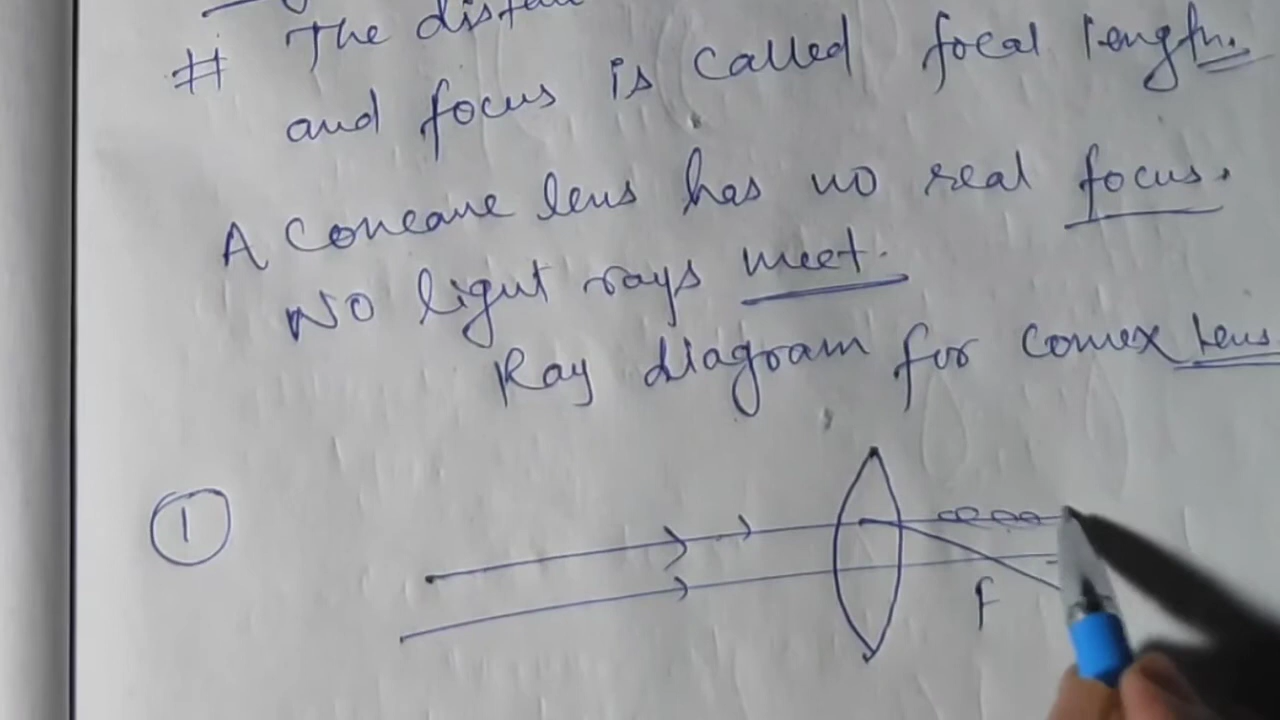 # The distan
and focus is called focal length.
A concave lens has no real focus.
No light rays meet.
Ray diagram for convex lens
1
F